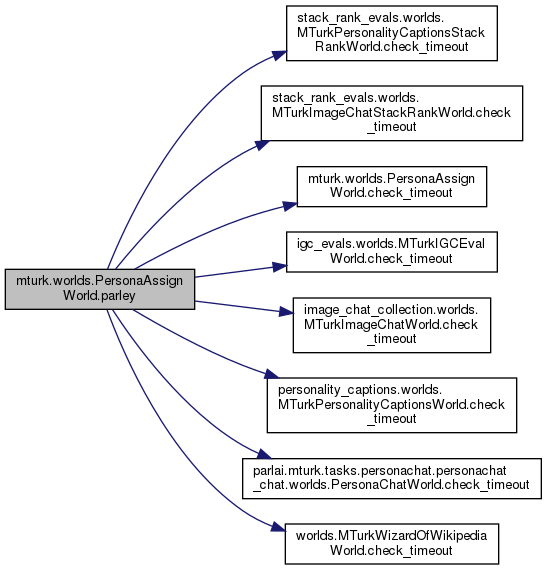 stack_rank_evals.worlds.
MTurkPersonalityCaptionsStack
RankWorld.check_timeout
stack_rank_evals.worlds.
MTurkImageChatStackRankWorld.check
_timeout
mturk.worlds.PersonaAssign
World.check_timeout
igc_evals.worlds.MTurkIGCEval
World.check_timeout
mturk.worlds.PersonaAssign
World.parley
image_chat_collection.worlds.
MTurkImageChatWorld.check
_timeout
personality_captions.worlds.
MTurkPersonalityCaptionsWorld.check
_timeout
parlai.mturk.tasks.personachat.personachat
_chat.worlds.PersonaChatWorld.check_timeout
worlds.MTurkWizardOfWikipedia
World.check_timeout